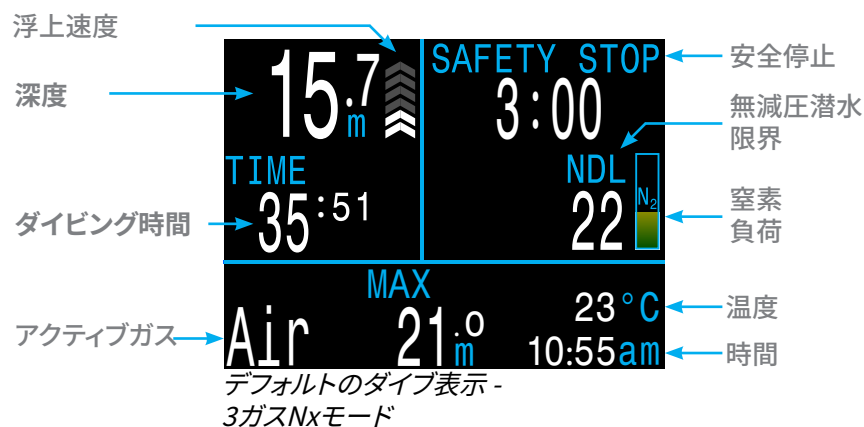 浮上速度
深度
ダイビング時間
アクティブガス
15.7m
TIME
35:51
SAFETY STOP
3:00
NDL
22
N2
MAX
Air
21.0m
23°C
10:55am
安全停止
無減圧潜水
限界
窒素
負荷
温度
時間
デフォルトのダイブ表示 -
3ガスNxモード